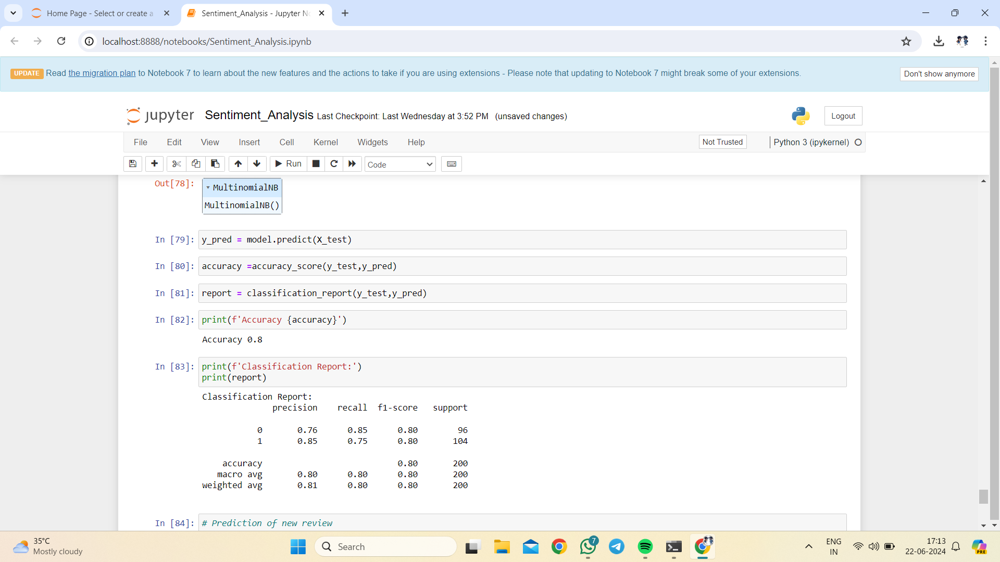 Home Page - Select or create a
Sentiment_Analysis - Jupyter No
localhost:8888/notebooks/Sentiment_Analysis.ipynb
UPDATE Read the migration plan to Notebook 7 to learn about the new features and the actions to take if you are using extensions - Please note that updating to Notebook 7 might break some of your extensions.
Don't show anymore
jupyter Sentiment_Analysis Last Checkpoint: Last Wednesday at 3:52 PM (unsaved changes)
Logout
File Edit View Insert Cell Kernel Widgets Help
Not Trusted
Python 3 (ipykernel)
Run
Code
Out[78]:
MultinomialNB
MultinomialNB()
In [79]: y_pred = model.predict(X_test)
In [80]: accuracy =accuracy_score(y_test,y_pred)
In [81]: report = classification_report(y_test,y_pred)
In [82]: print(f'Accuracy {accuracy}')
Accuracy 0.8
In [83]: print(f'Classification Report:')
print(report)
Classification Report:
precision recall f1-score support
0 0.76 0.85 0.80 96
1 0.85 0.75 0.80 104
accuracy 0.80 200
macro avg 0.80 0.80 0.80 200
weighted avg 0.81 0.80 0.80 200
In [84]: # Prediction of new review
35°C
Mostly cloudy
Search
7
ENG
IN
17:13
22-06-2024
PRE